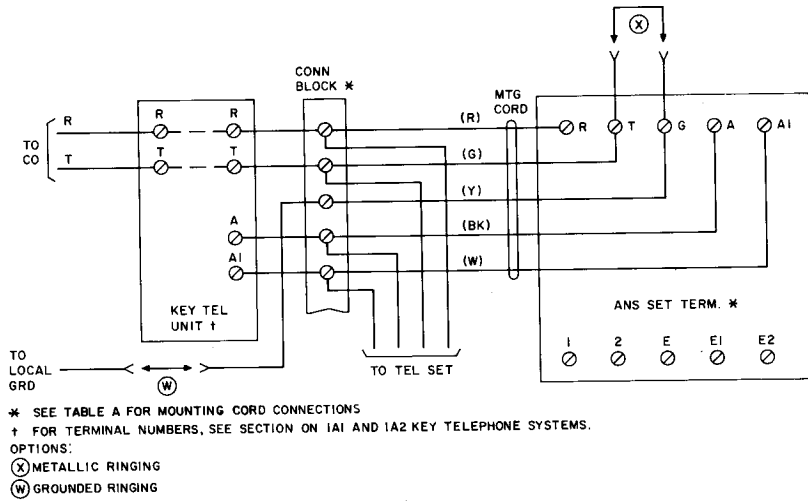 X
CONN
BLOCK *
MTG
CORD
R R R (R) R T G A A1
TO
CO
T T T (G)
(Y)
A (BK)
A1 (W)
KEY TEL
UNIT †
ANS SET TERM. *
1 2 E E1 E2
TO
LOCAL
GRD
W
TO TEL SET
* SEE TABLE A FOR MOUNTING CORD CONNECTIONS
† FOR TERMINAL NUMBERS, SEE SECTION ON 1A1 AND 1A2 KEY TELEPHONE SYSTEMS.
OPTIONS:
X METALLIC RINGING
W GROUNDED RINGING